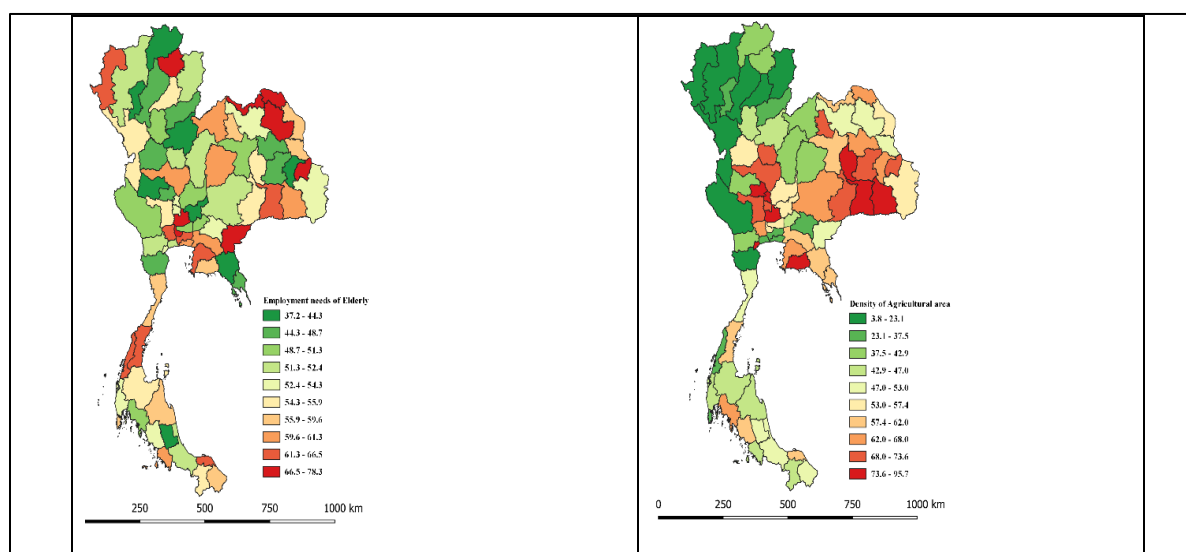 Employment needs of Elderly
37.2 - 44.3
44.3 - 48.7
48.7 - 51.3
51.3 - 52.4
52.4 - 54.3
54.3 - 55.9
55.9 - 59.6
59.6 - 61.3
61.3 - 66.5
66.5 - 78.3
250 500 750 1000 km
Density of Agricultural area
3.8 - 23.1
23.1 - 37.5
37.5 - 42.9
42.9 - 47.0
47.0 - 53.0
53.0 - 57.4
57.4 - 62.0
62.0 - 68.0
68.0 - 73.6
73.6 - 95.7
0 250 500 750 1000 km